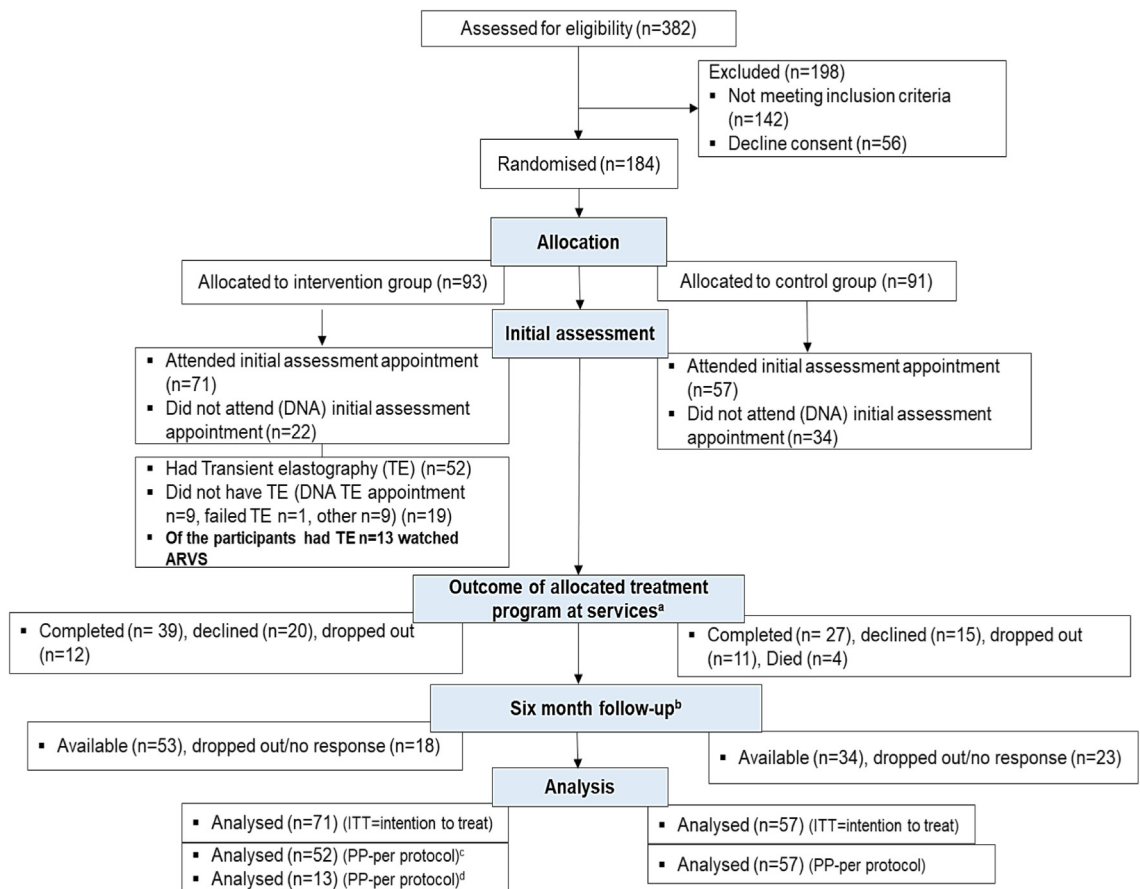 Assessed for eligibility (n=382)
Excluded (n=198)
▪ Not meeting inclusion criteria
(n=142)
▪ Decline consent (n=56)
Randomised (n=184)
Allocation
Allocated to intervention group (n=93)
Allocated to control group (n=91)
Initial assessment
▪ Attended initial assessment appointment
(n=71)
▪ Did not attend (DNA) initial assessment
appointment (n=22)
▪ Attended initial assessment appointment
(n=57)
▪ Did not attend (DNA) initial assessment
appointment (n=34)
▪ Had Transient elastography (TE) (n=52)
▪ Did not have TE (DNA TE appointment
n=9, failed TE n=1, other n=9) (n=19)
▪ Of the participants had TE n=13 watched
ARVS
Outcome of allocated treatment
program at servicesᵃ
▪ Completed (n= 39), declined (n=20), dropped out
(n=12)
▪ Completed (n= 27), declined (n=15), dropped out
(n=11), Died (n=4)
Six month follow-upᵇ
▪ Available (n=53), dropped out/no response (n=18)
▪ Available (n=34), dropped out/no response (n=23)
Analysis
▪ Analysed (n=71) (ITT=intention to treat)
▪ Analysed (n=57) (ITT=intention to treat)
▪ Analysed (n=52) (PP-per protocol)ᶜ
▪ Analysed (n=13) (PP-per protocol)ᵈ
▪ Analysed (n=57) (PP-per protocol)